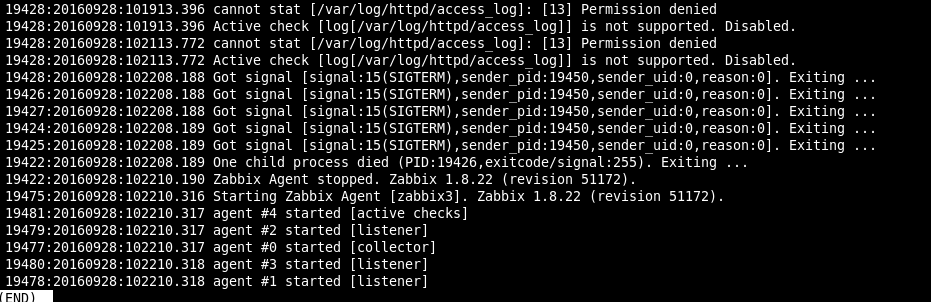 19428:20160928:101913.396 cannot stat [/var/log/httpd/access_log]: [13] Permission denied
19428:20160928:101913.396 Active check [log[/var/log/httpd/access_log]] is not supported. Disabled.
19428:20160928:102113.772 cannot stat [/var/log/httpd/access_log]: [13] Permission denied
19428:20160928:102113.772 Active check [log[/var/log/httpd/access_log]] is not supported. Disabled.
19428:20160928:102208.188 Got signal [signal:15(SIGTERM),sender_pid:19450,sender_uid:0,reason:0]. Exiting ...
19426:20160928:102208.188 Got signal [signal:15(SIGTERM),sender_pid:19450,sender_uid:0,reason:0]. Exiting ...
19427:20160928:102208.188 Got signal [signal:15(SIGTERM),sender_pid:19450,sender_uid:0,reason:0]. Exiting ...
19424:20160928:102208.189 Got signal [signal:15(SIGTERM),sender_pid:19450,sender_uid:0,reason:0]. Exiting ...
19425:20160928:102208.189 Got signal [signal:15(SIGTERM),sender_pid:19450,sender_uid:0,reason:0]. Exiting ...
19422:20160928:102208.189 One child process died (PID:19426,exitcode/signal:255). Exiting ...
19422:20160928:102210.190 Zabbix Agent stopped. Zabbix 1.8.22 (revision 51172).
19475:20160928:102210.316 Starting Zabbix Agent [zabbix3]. Zabbix 1.8.22 (revision 51172).
19481:20160928:102210.317 agent #4 started [active checks]
19479:20160928:102210.317 agent #2 started [listener]
19477:20160928:102210.317 agent #0 started [collector]
19480:20160928:102210.318 agent #3 started [listener]
19478:20160928:102210.318 agent #1 started [listener]
(END)